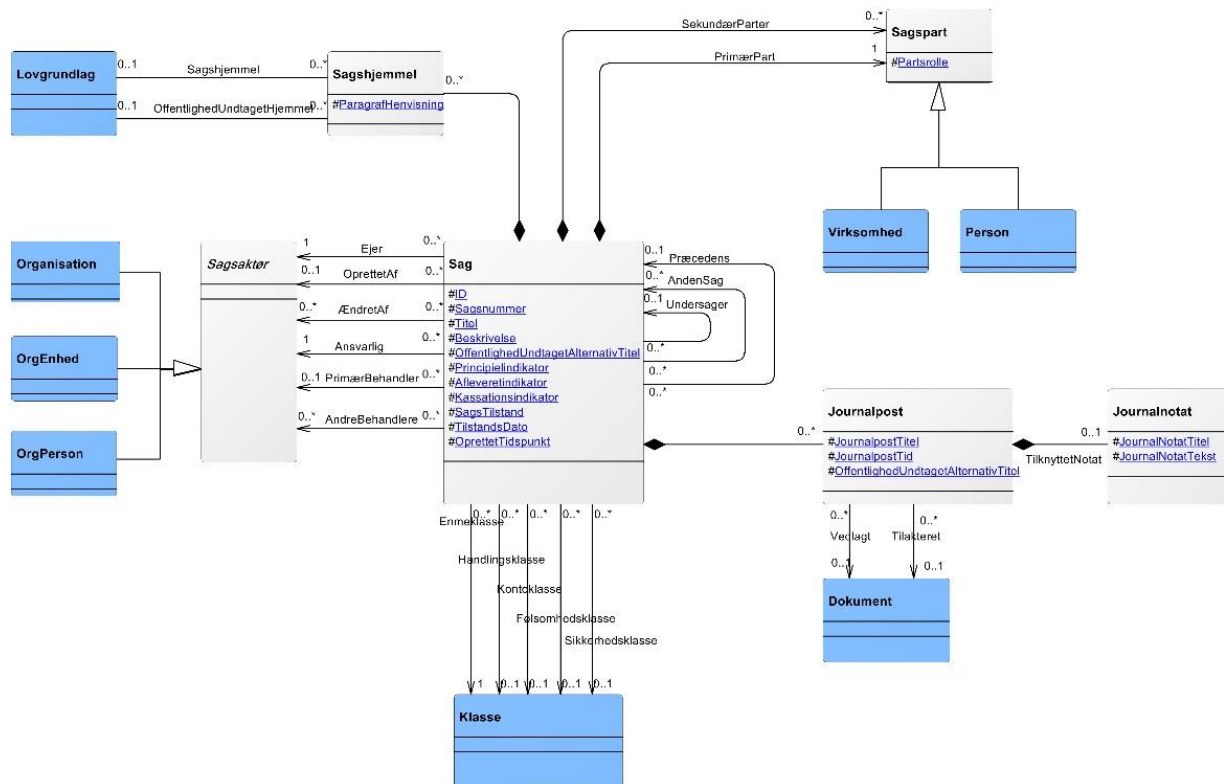 SekundærParter
0..*
Sagspart
1
#Partsrolle
PrimærPart
Lovgrundlag
0..1
Sagshjemmel
0..*
Sagshjemmel
0..*
#ParagrafHenvisning
0..1
OffentlighedUndtagetHjemmel
0..*
Virksomhed
Person
Organisation
OrgEnhed
OrgPerson
Sagsaktør
1
Ejer
0..*
0..1
OprettetAf
0..*
0..*
ÆndretAf
0..*
1
Ansvarlig
0..*
0..1
PrimærBehandler
0..*
0..*
AndreBehandlere
0..*
Sag
#ID
#Sagsnummer
#Titel
#Beskrivelse
#OffentlighedUndtagetAlternativTitel
#Principielindikator
#Afleveretindikator
#Kassationsindikator
#SagsTilstand
#TilstandsDato
#OprettetTidspunkt
0..1
Præcedens
0..*
AndenSag
0..1
Undersager
0..*
0..*
0..*
0..*
Journalpost
#JournalpostTitel
#JournalpostTid
#OffentlighedUndtagetAlternativTitel
0..1
TilknyttetNotat
Journalnotat
#JournalNotatTitel
#JournalNotatTekst
0..*
0..*
Vedlagt
Tilakteret
0..1
0..1
Dokument
0..*
0..*
0..*
0..*
0..*
Enmeklasse
Handlingsklasse
Kontoklasse
Følsomhedsklasse
Sikkerhedsklasse
1
0..1
0..1
0..1
0..1
Klasse